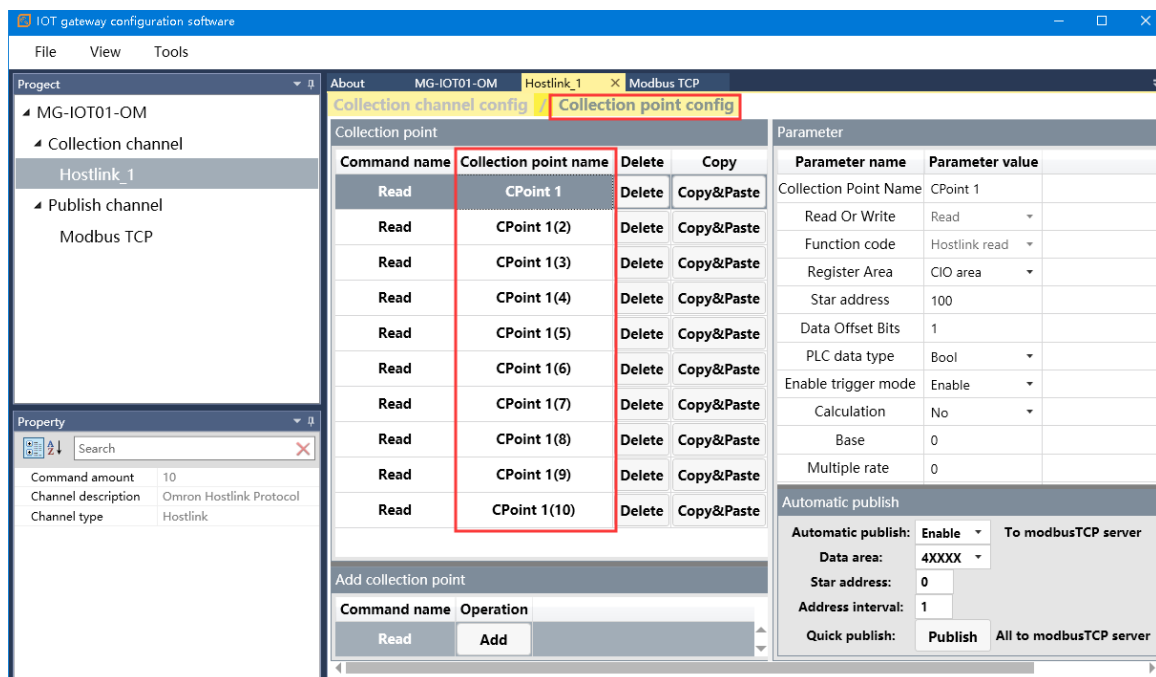 IOT gateway configuration software
File View Tools
Progect
MG-IOT01-OM
Collection channel
Hostlink_1
Publish channel
Modbus TCP
Property
Search
Command amount 10
Channel description Omron Hostlink Protocol
Channel type Hostlink
About MG-IOT01-OM Hostlink_1 Modbus TCP
Collection channel config / Collection point config
Collection point
Command name Collection point name Delete Copy
Read CPoint 1 Delete Copy&Paste
Read CPoint 1(2) Delete Copy&Paste
Read CPoint 1(3) Delete Copy&Paste
Read CPoint 1(4) Delete Copy&Paste
Read CPoint 1(5) Delete Copy&Paste
Read CPoint 1(6) Delete Copy&Paste
Read CPoint 1(7) Delete Copy&Paste
Read CPoint 1(8) Delete Copy&Paste
Read CPoint 1(9) Delete Copy&Paste
Read CPoint 1(10) Delete Copy&Paste
Add collection point
Command name Operation
Read Add
Parameter
Parameter name Parameter value
Collection Point Name CPoint 1
Read Or Write Read
Function code Hostlink read
Register Area CIO area
Star address 100
Data Offset Bits 1
PLC data type Bool
Enable trigger mode Enable
Calculation No
Base 0
Multiple rate 0
Automatic publish
Automatic publish: Enable To modbusTCP server
Data area: 4XXXX
Star address: 0
Address interval: 1
Quick publish: Publish All to modbusTCP server